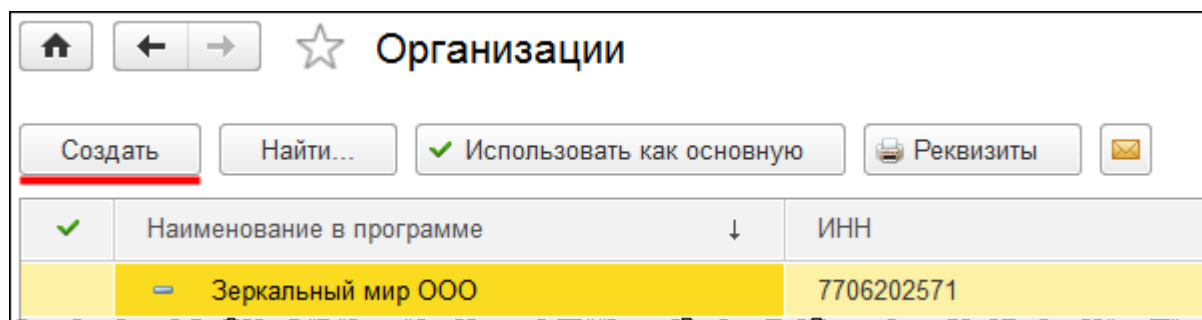 Организации
Создать Найти... Использовать как основную Реквизиты
Наименование в программе ↓ ИНН
Зеркальный мир ООО 7706202571